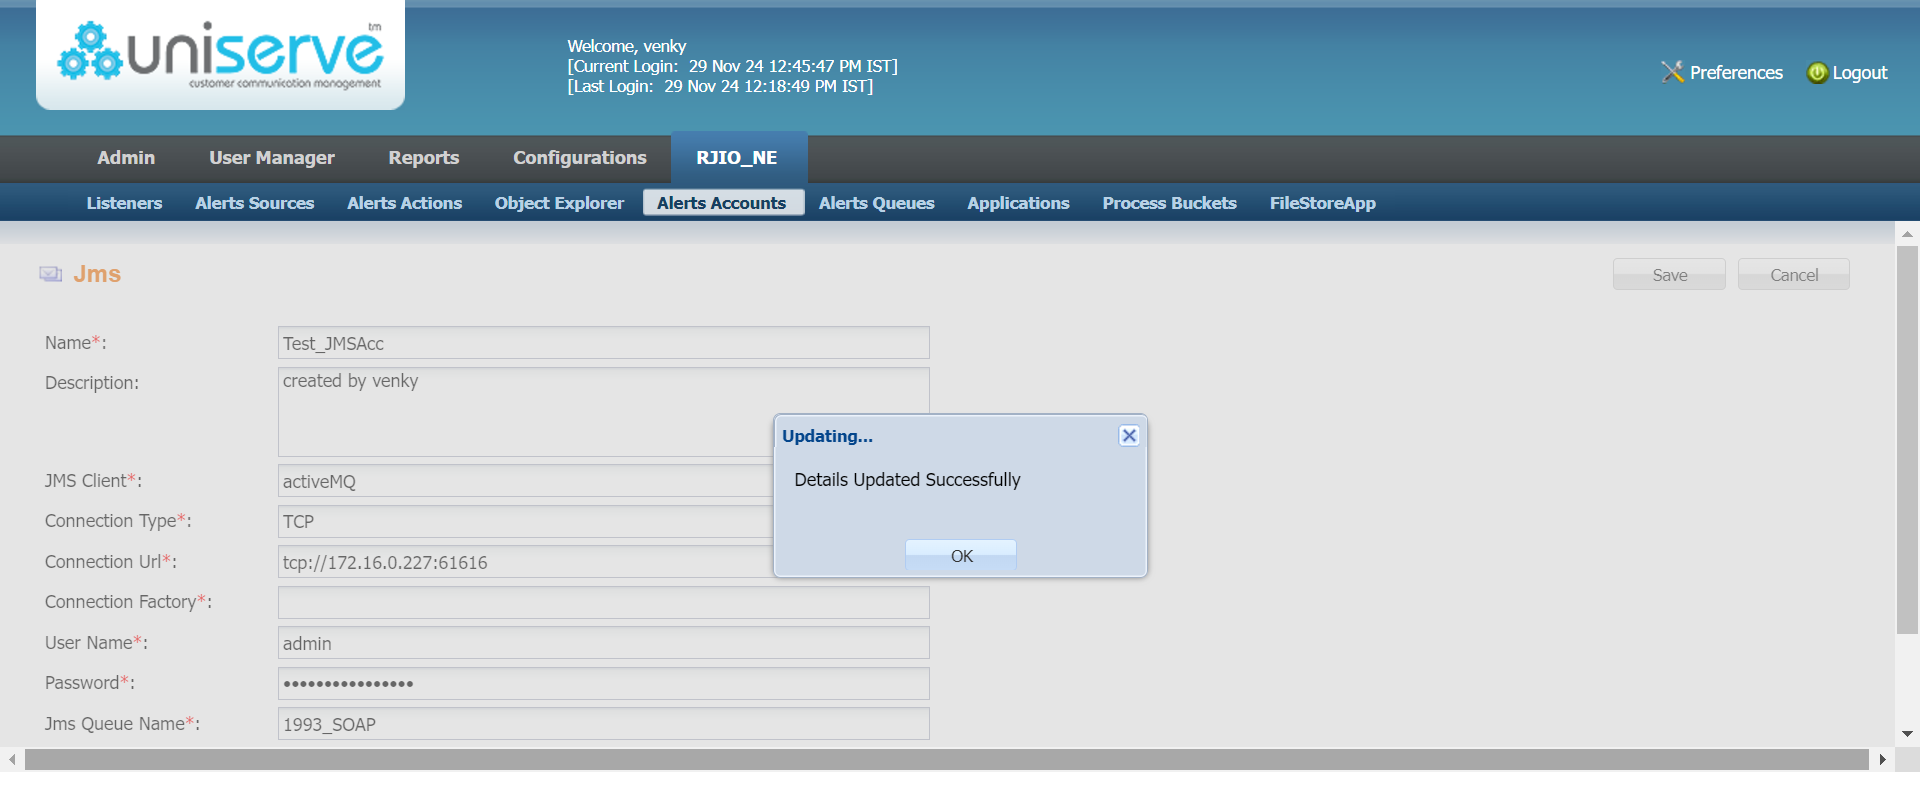 uniserve tm
customer communication management
Welcome, venky
[Current Login: 29 Nov 24 12:45:47 PM IST]
[Last Login: 29 Nov 24 12:18:49 PM IST]
Preferences
Logout
Admin User Manager Reports Configurations RJIO_NE
Listeners Alerts Sources Alerts Actions Object Explorer Alerts Accounts Alerts Queues Applications Process Buckets FileStoreApp
Jms
Save Cancel
Name*: Test_JMSAcc
Description: created by venky
Updating...
Details Updated Successfully
OK
JMS Client*: activeMQ
Connection Type*: TCP
Connection Url*: tcp://172.16.0.227:61616
Connection Factory*:
User Name*: admin
Password*: ••••••••••••••••
Jms Queue Name*: 1993_SOAP